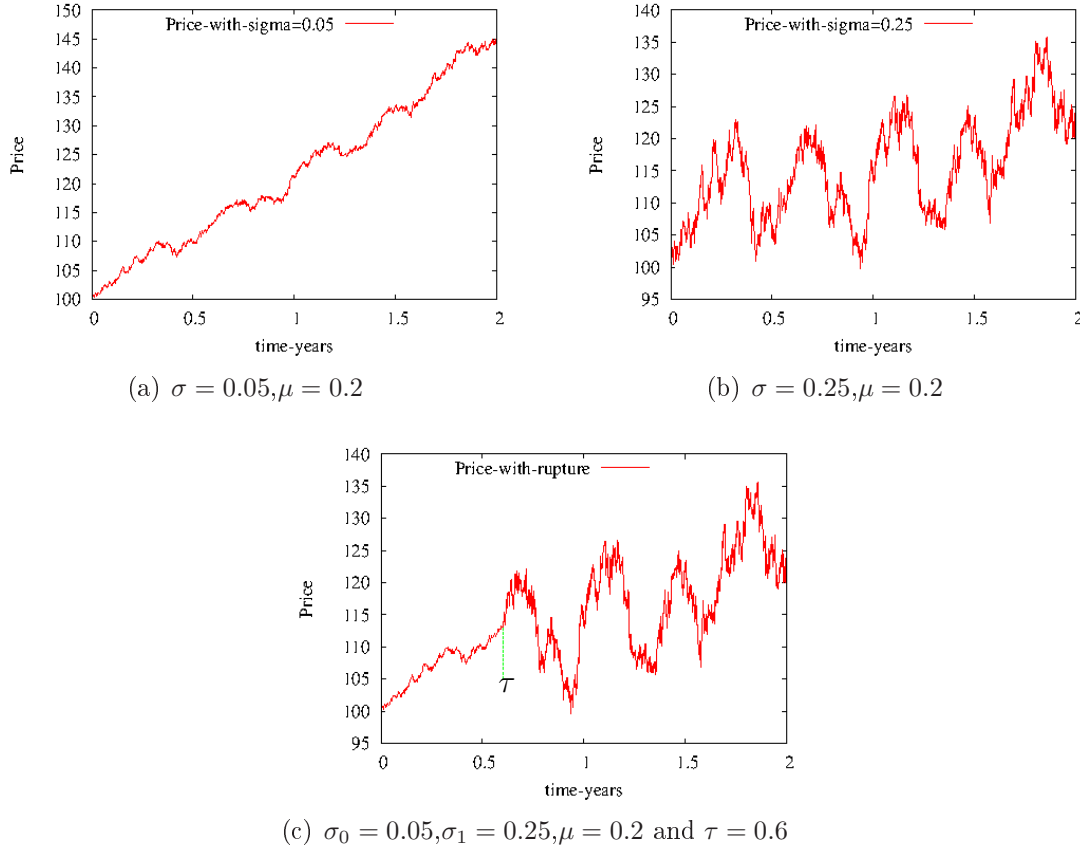 150
145
140
135
130
125
120
115
110
105
100
Price
Price-with-sigma=0.05
0 0.5 1 1.5 2
time-years
(a) σ = 0.05,μ = 0.2
140
135
130
125
120
115
110
105
100
95
Price
Price-with-sigma=0.25
0 0.5 1 1.5 2
time-years
(b) σ = 0.25,μ = 0.2
140
135
130
125
120
115
110
105
100
95
Price
Price-with-rupture
τ
0 0.5 1 1.5 2
time-years
(c) σ₀ = 0.05,σ₁ = 0.25,μ = 0.2 and τ = 0.6